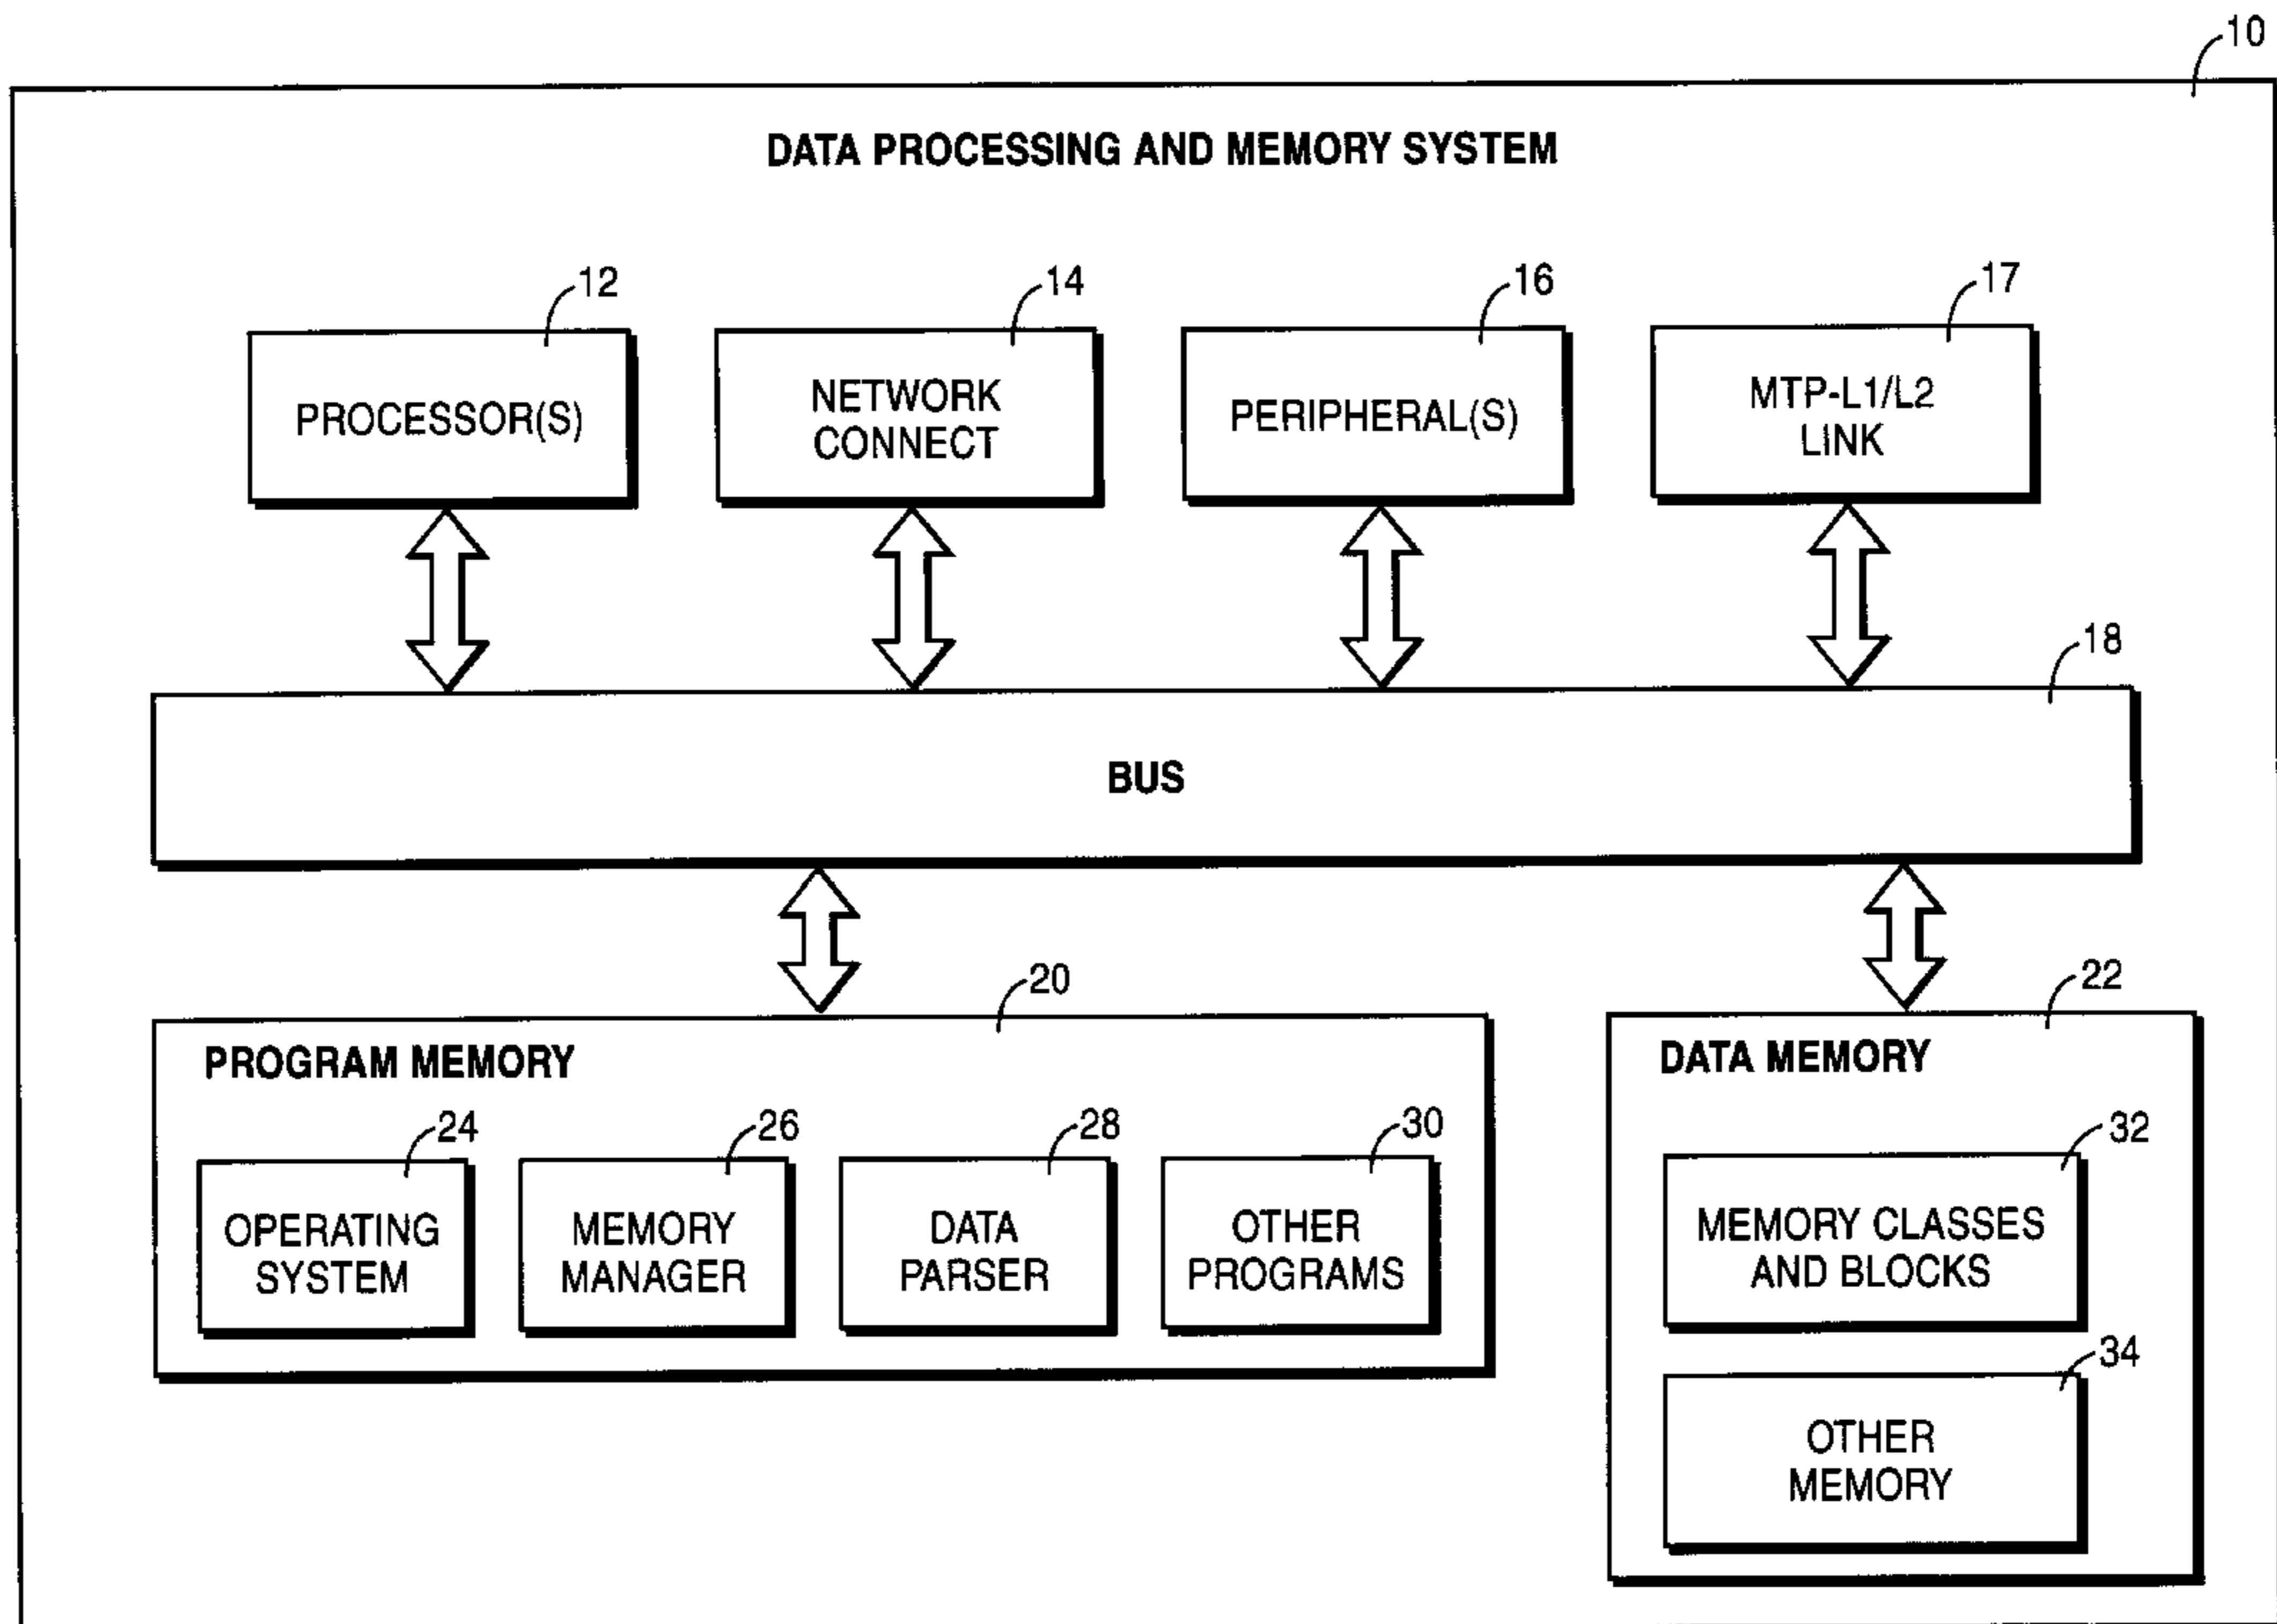 10
DATA PROCESSING AND MEMORY SYSTEM
12
14
16
17
PROCESSOR(S)
NETWORK
CONNECT
PERIPHERAL(S)
MTP-L1/L2
LINK
18
BUS
20
22
PROGRAM MEMORY
DATA MEMORY
24
26
28
30
32
OPERATING
SYSTEM
MEMORY
MANAGER
DATA
PARSER
OTHER
PROGRAMS
MEMORY CLASSES
AND BLOCKS
34
OTHER
MEMORY